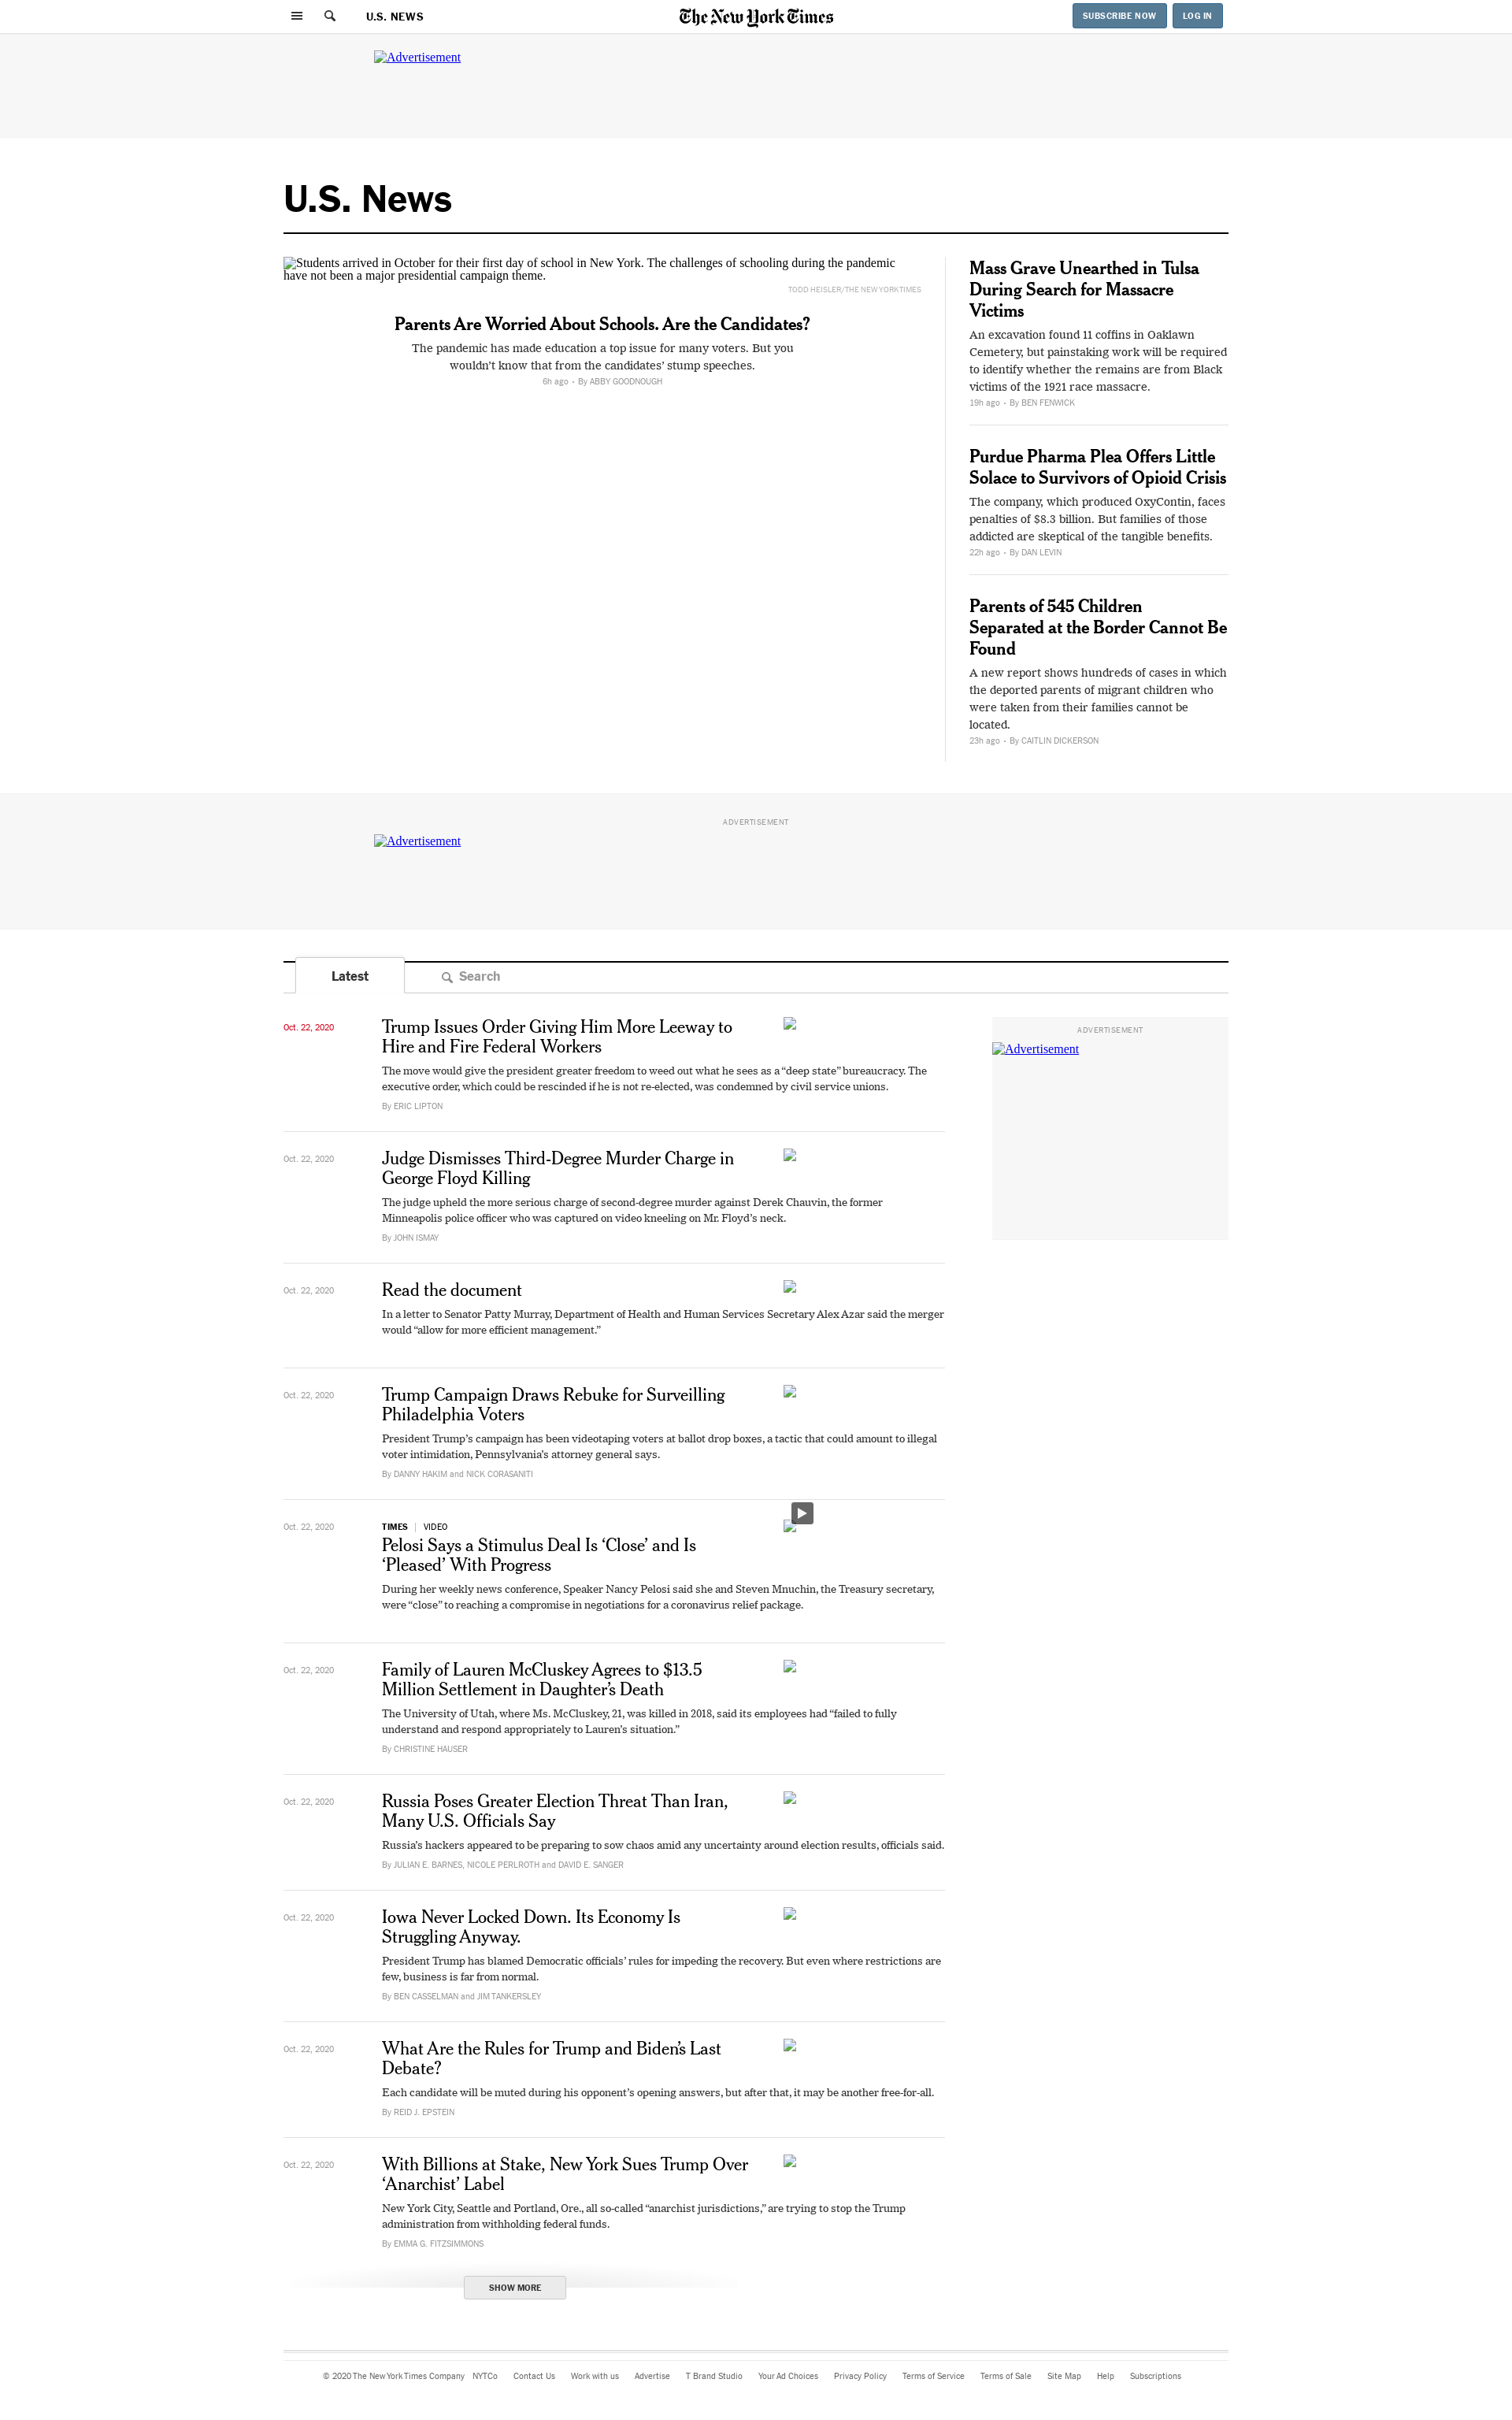 U.S. NEWS
The New York Times
SUBSCRIBE NOW
LOG IN
Advertisement
U.S. News
Students arrived in October for their first day of school in New York. The challenges of schooling during the pandemic
have not been a major presidential campaign theme.
TODD HEISLER/THE NEW YORK TIMES
Parents Are Worried About Schools. Are the Candidates?
The pandemic has made education a top issue for many voters. But you
wouldn’t know that from the candidates’ stump speeches.
6h ago • By ABBY GOODNOUGH
Mass Grave Unearthed in Tulsa
During Search for Massacre
Victims
An excavation found 11 coffins in Oaklawn
Cemetery, but painstaking work will be required
to identify whether the remains are from Black
victims of the 1921 race massacre.
19h ago • By BEN FENWICK
Purdue Pharma Plea Offers Little
Solace to Survivors of Opioid Crisis
The company, which produced OxyContin, faces
penalties of $8.3 billion. But families of those
addicted are skeptical of the tangible benefits.
22h ago • By DAN LEVIN
Parents of 545 Children
Separated at the Border Cannot Be
Found
A new report shows hundreds of cases in which
the deported parents of migrant children who
were taken from their families cannot be
located.
23h ago • By CAITLIN DICKERSON
ADVERTISEMENT
Advertisement
Latest
Search
Oct. 22, 2020
Trump Issues Order Giving Him More Leeway to
Hire and Fire Federal Workers
The move would give the president greater freedom to weed out what he sees as a “deep state” bureaucracy. The
executive order, which could be rescinded if he is not re-elected, was condemned by civil service unions.
By ERIC LIPTON
ADVERTISEMENT
Advertisement
Oct. 22, 2020
Judge Dismisses Third-Degree Murder Charge in
George Floyd Killing
The judge upheld the more serious charge of second-degree murder against Derek Chauvin, the former
Minneapolis police officer who was captured on video kneeling on Mr. Floyd’s neck.
By JOHN ISMAY
Oct. 22, 2020
Read the document
In a letter to Senator Patty Murray, Department of Health and Human Services Secretary Alex Azar said the merger
would “allow for more efficient management.”
Oct. 22, 2020
Trump Campaign Draws Rebuke for Surveilling
Philadelphia Voters
President Trump’s campaign has been videotaping voters at ballot drop boxes, a tactic that could amount to illegal
voter intimidation, Pennsylvania’s attorney general says.
By DANNY HAKIM and NICK CORASANITI
Oct. 22, 2020
TIMES | VIDEO
Pelosi Says a Stimulus Deal Is ‘Close’ and Is
‘Pleased’ With Progress
During her weekly news conference, Speaker Nancy Pelosi said she and Steven Mnuchin, the Treasury secretary,
were “close” to reaching a compromise in negotiations for a coronavirus relief package.
Oct. 22, 2020
Family of Lauren McCluskey Agrees to $13.5
Million Settlement in Daughter’s Death
The University of Utah, where Ms. McCluskey, 21, was killed in 2018, said its employees had “failed to fully
understand and respond appropriately to Lauren’s situation.”
By CHRISTINE HAUSER
Oct. 22, 2020
Russia Poses Greater Election Threat Than Iran,
Many U.S. Officials Say
Russia’s hackers appeared to be preparing to sow chaos amid any uncertainty around election results, officials said.
By JULIAN E. BARNES, NICOLE PERLROTH and DAVID E. SANGER
Oct. 22, 2020
Iowa Never Locked Down. Its Economy Is
Struggling Anyway.
President Trump has blamed Democratic officials’ rules for impeding the recovery. But even where restrictions are
few, business is far from normal.
By BEN CASSELMAN and JIM TANKERSLEY
Oct. 22, 2020
What Are the Rules for Trump and Biden’s Last
Debate?
Each candidate will be muted during his opponent’s opening answers, but after that, it may be another free-for-all.
By REID J. EPSTEIN
Oct. 22, 2020
With Billions at Stake, New York Sues Trump Over
‘Anarchist’ Label
New York City, Seattle and Portland, Ore., all so-called “anarchist jurisdictions,” are trying to stop the Trump
administration from withholding federal funds.
By EMMA G. FITZSIMMONS
SHOW MORE
© 2020 The New York Times Company NYTCo Contact Us Work with us Advertise T Brand Studio Your Ad Choices Privacy Policy Terms of Service Terms of Sale Site Map Help Subscriptions